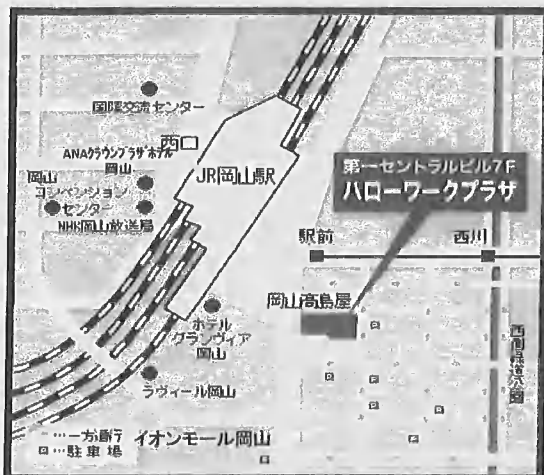 国際交流センター
西口
ANAクラウンプラザホテル
岡山
JR岡山駅
岡山
コンベンション
センター
NHK岡山放送局
第一セントラルビル7F
ハローワークプラザ
駅前
西川
岡山高島屋
ホテル
グランヴィア
岡山
西川緑道公園
ラヴィール岡山
…一方通行
…駐車場
イオンモール岡山